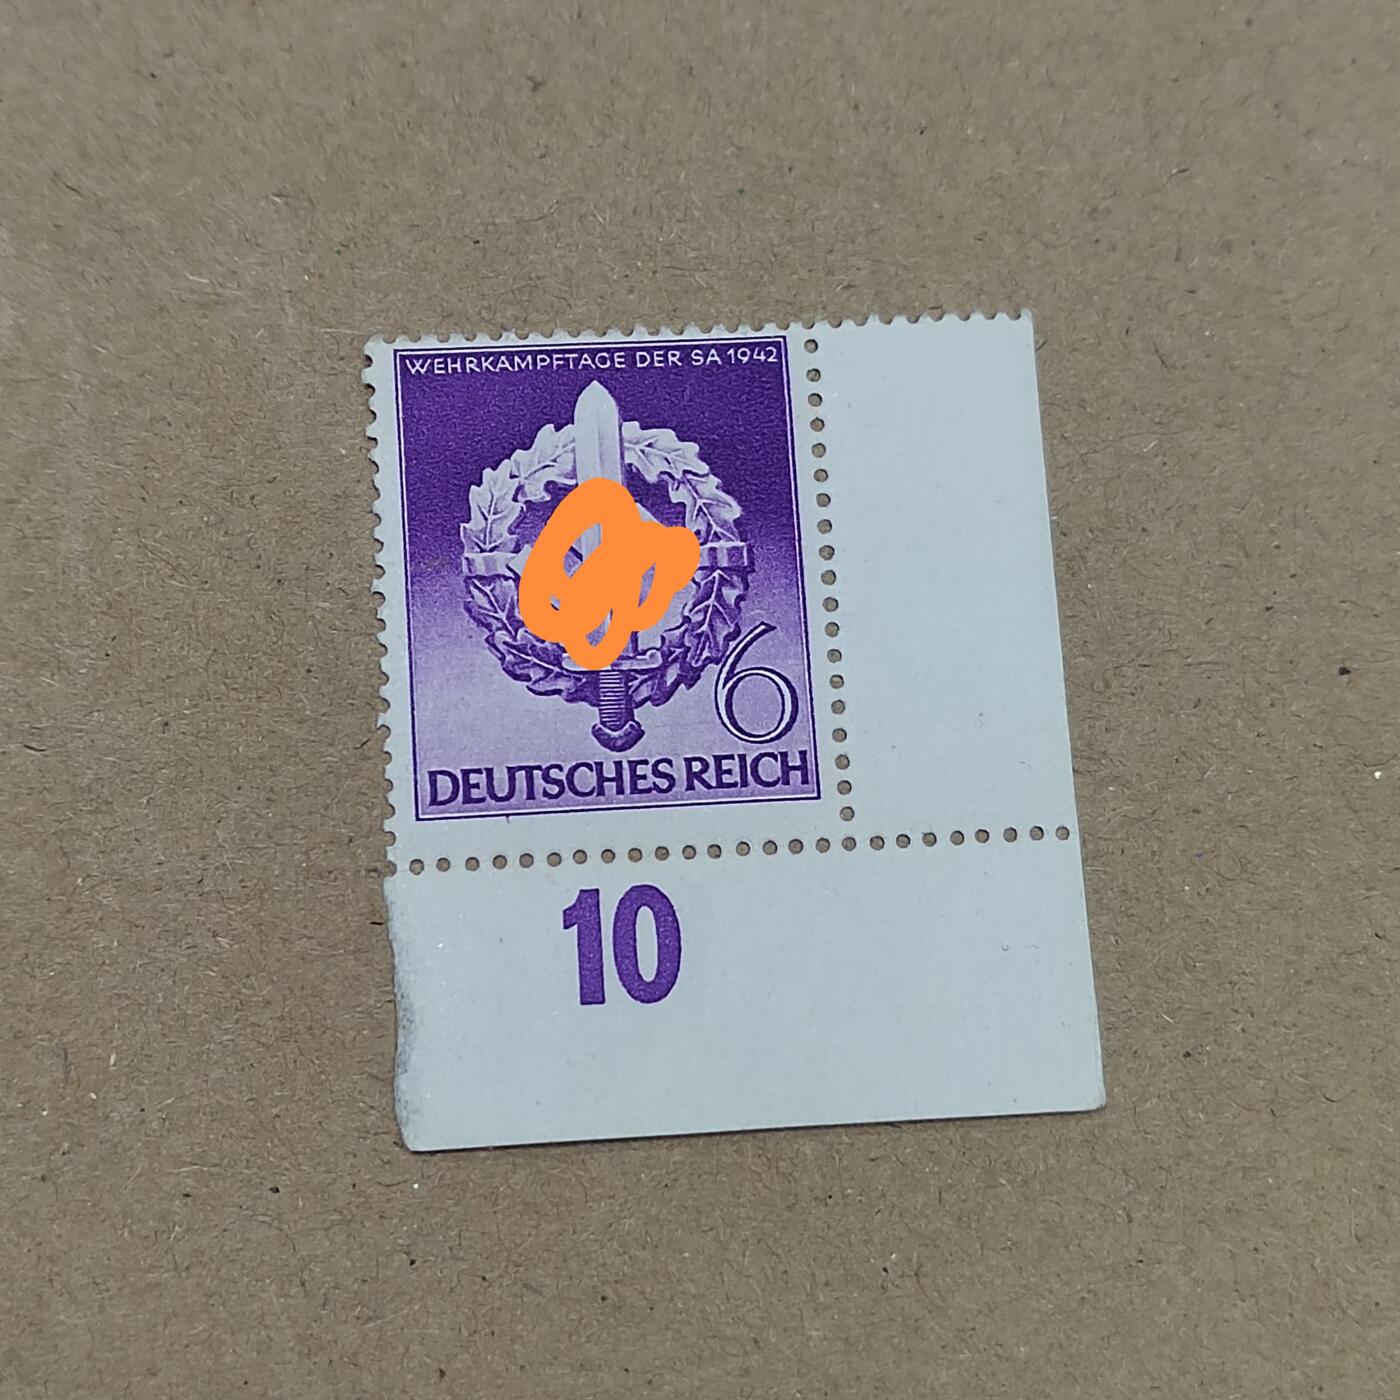 WEHRKAMPFTAGE DER SA 1942
6
DEUTSCHES REICH
10